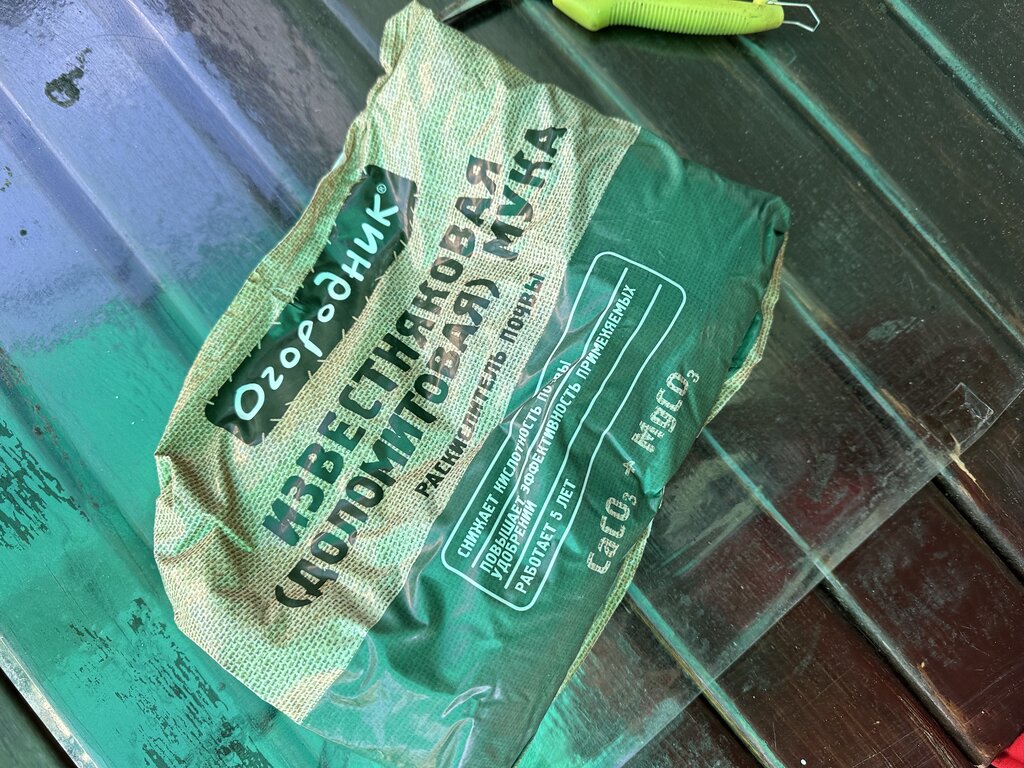 Огородник®
ИЗВЕСТНЯКОВАЯ
(ДОЛОМИТОВАЯ) МУКА
РАСКИСЛИТЕЛЬ ПОЧВЫ
СНИЖАЕТ КИСЛОТНОСТЬ ПОЧВЫ
ПОВЫШАЕТ ЭФФЕКТИВНОСТЬ ПРИМЕНЯЕМЫХ
УДОБРЕНИЙ
РАБОТАЕТ 5 ЛЕТ
CaCO₃ + MgCO₃